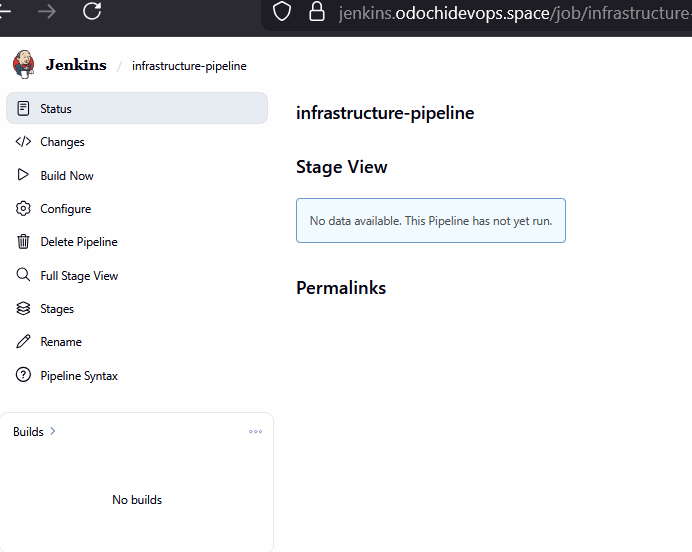 jenkins.odochidevops.space/job/infrastructure-
Jenkins / infrastructure-pipeline
Status
Changes
Build Now
Configure
Delete Pipeline
Full Stage View
Stages
Rename
Pipeline Syntax
Builds
No builds
infrastructure-pipeline
Stage View
No data available. This Pipeline has not yet run.
Permalinks